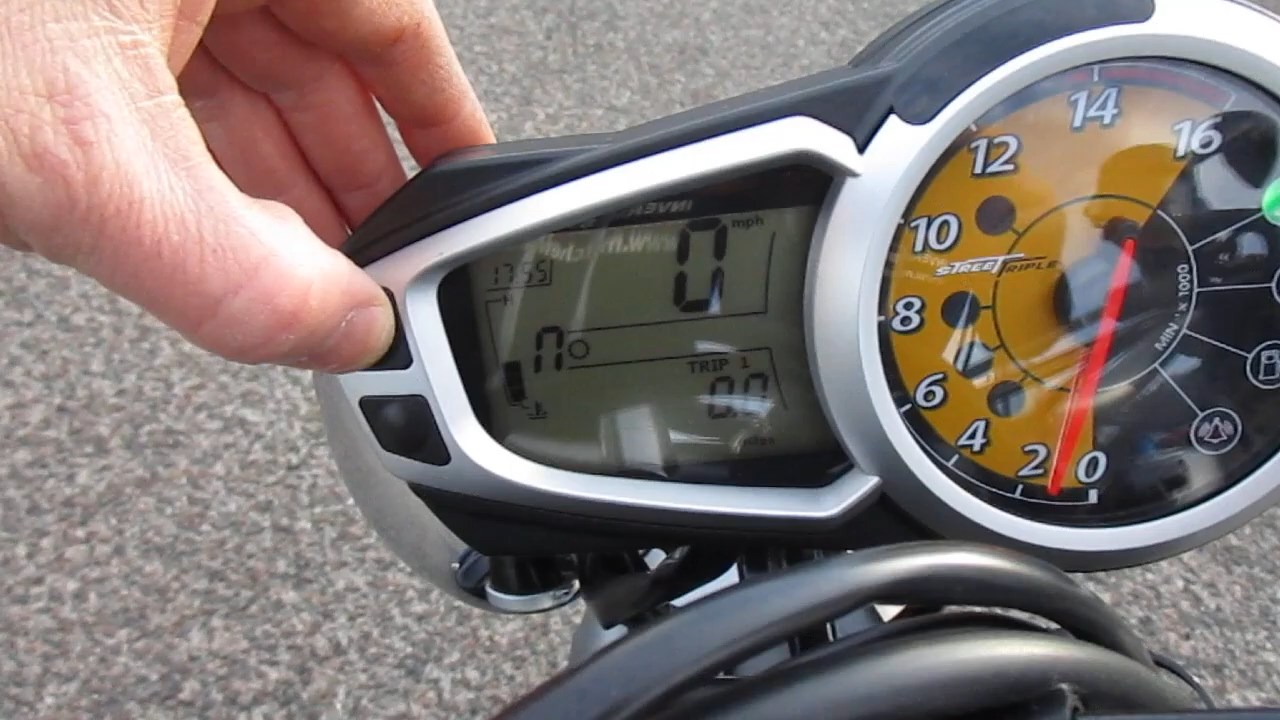 17:55
0 mph
H
n
TRIP 1
0.0
miles
14
16
12
10
STREET TRIPLE
8
6
4
2
0
MIN⁻¹ x 1000